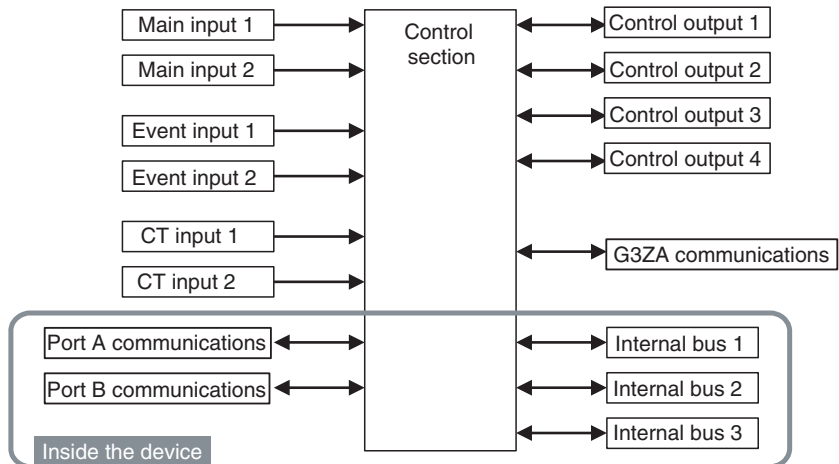 Main input 1
Main input 2
Event input 1
Event input 2
CT input 1
CT input 2
Port A communications
Port B communications
Inside the device
Control
section
Control output 1
Control output 2
Control output 3
Control output 4
G3ZA communications
Internal bus 1
Internal bus 2
Internal bus 3